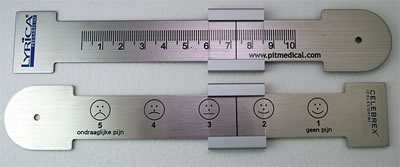 LYRICA
1 2 3 4 5 6 7 8 9 10
www.pitmedical.com
5 4 3 2 1
ondraaglijke pijn geen pijn
CELEBREX